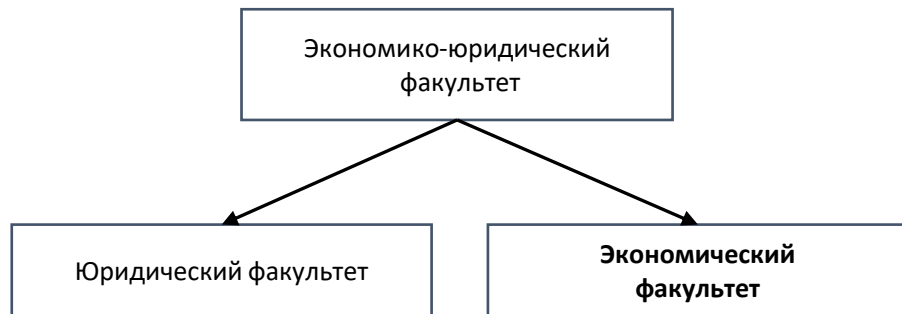 Экономико-юридический
факультет
Юридический факультет
Экономический
факультет